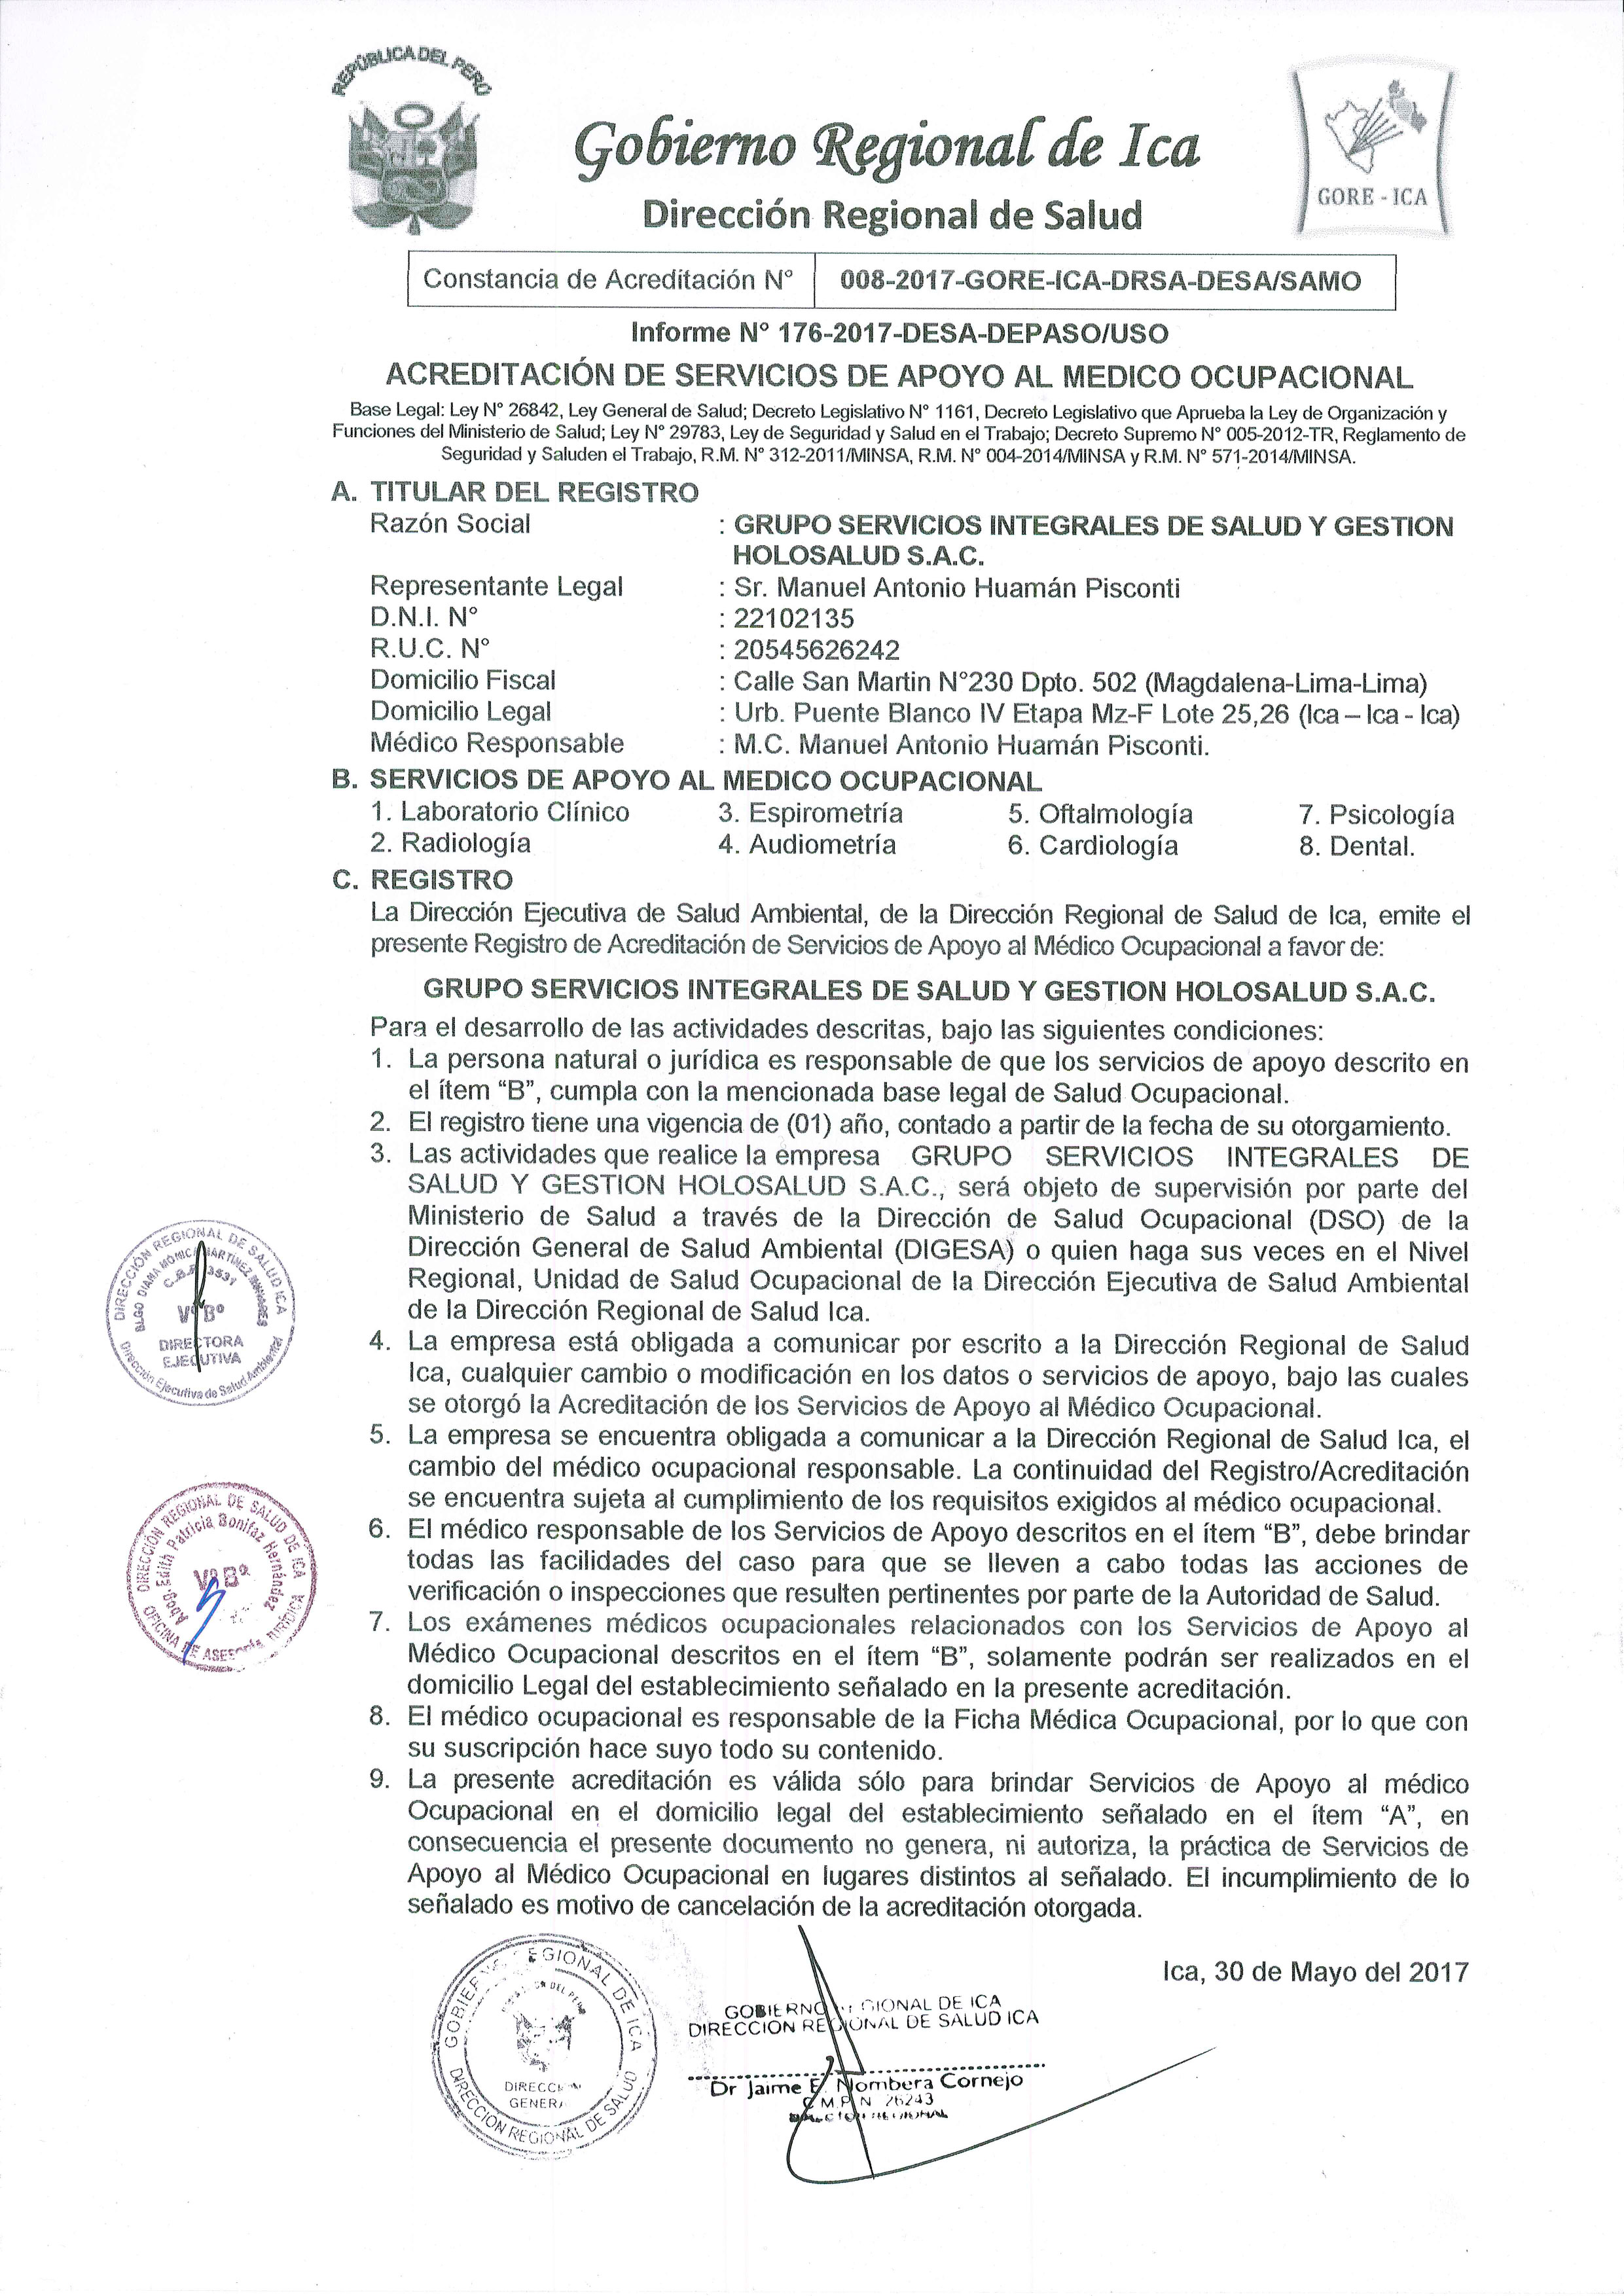 REPÚBLICA DEL PERÚ
Gobierno Regional de Ica
Dirección Regional de Salud
GORE - ICA
Constancia de Acreditación N° 008-2017-GORE-ICA-DRSA-DESA/SAMO
Informe N° 176-2017-DESA-DEPASO/USO
ACREDITACIÓN DE SERVICIOS DE APOYO AL MEDICO OCUPACIONAL
Base Legal: Ley N° 26842, Ley General de Salud; Decreto Legislativo N° 1161, Decreto Legislativo que Aprueba la Ley de Organización y
Funciones del Ministerio de Salud; Ley N° 29783, Ley de Seguridad y Salud en el Trabajo; Decreto Supremo N° 005-2012-TR, Reglamento de
Seguridad y Saluden el Trabajo, R.M. N° 312-2011/MINSA, R.M. N° 004-2014/MINSA y R.M. N° 571-2014/MINSA.
A. TITULAR DEL REGISTRO
Razón Social : GRUPO SERVICIOS INTEGRALES DE SALUD Y GESTION
HOLOSALUD S.A.C.
Representante Legal : Sr. Manuel Antonio Huamán Pisconti
D.N.I. N° : 22102135
R.U.C. N° : 20545626242
Domicilio Fiscal : Calle San Martin N°230 Dpto. 502 (Magdalena-Lima-Lima)
Domicilio Legal : Urb. Puente Blanco IV Etapa Mz-F Lote 25,26 (Ica – Ica - Ica)
Médico Responsable : M.C. Manuel Antonio Huamán Pisconti.
B. SERVICIOS DE APOYO AL MEDICO OCUPACIONAL
1. Laboratorio Clínico 3. Espirometría 5. Oftalmología 7. Psicología
2. Radiología 4. Audiometría 6. Cardiología 8. Dental.
C. REGISTRO
La Dirección Ejecutiva de Salud Ambiental, de la Dirección Regional de Salud de Ica, emite el
presente Registro de Acreditación de Servicios de Apoyo al Médico Ocupacional a favor de:
GRUPO SERVICIOS INTEGRALES DE SALUD Y GESTION HOLOSALUD S.A.C.
Para el desarrollo de las actividades descritas, bajo las siguientes condiciones:
1. La persona natural o jurídica es responsable de que los servicios de apoyo descrito en
el ítem “B”, cumpla con la mencionada base legal de Salud Ocupacional.
2. El registro tiene una vigencia de (01) año, contado a partir de la fecha de su otorgamiento.
3. Las actividades que realice la empresa GRUPO SERVICIOS INTEGRALES DE
SALUD Y GESTION HOLOSALUD S.A.C., será objeto de supervisión por parte del
Ministerio de Salud a través de la Dirección de Salud Ocupacional (DSO) de la
Dirección General de Salud Ambiental (DIGESA) o quien haga sus veces en el Nivel
Regional, Unidad de Salud Ocupacional de la Dirección Ejecutiva de Salud Ambiental
de la Dirección Regional de Salud Ica.
4. La empresa está obligada a comunicar por escrito a la Dirección Regional de Salud
Ica, cualquier cambio o modificación en los datos o servicios de apoyo, bajo las cuales
se otorgó la Acreditación de los Servicios de Apoyo al Médico Ocupacional.
5. La empresa se encuentra obligada a comunicar a la Dirección Regional de Salud Ica, el
cambio del médico ocupacional responsable. La continuidad del Registro/Acreditación
se encuentra sujeta al cumplimiento de los requisitos exigidos al médico ocupacional.
6. El médico responsable de los Servicios de Apoyo descritos en el ítem “B”, debe brindar
todas las facilidades del caso para que se lleven a cabo todas las acciones de
verificación o inspecciones que resulten pertinentes por parte de la Autoridad de Salud.
7. Los exámenes médicos ocupacionales relacionados con los Servicios de Apoyo al
Médico Ocupacional descritos en el ítem “B”, solamente podrán ser realizados en el
domicilio Legal del establecimiento señalado en la presente acreditación.
8. El médico ocupacional es responsable de la Ficha Médica Ocupacional, por lo que con
su suscripción hace suyo todo su contenido.
9. La presente acreditación es válida sólo para brindar Servicios de Apoyo al médico
Ocupacional en el domicilio legal del establecimiento señalado en el ítem “A”, en
consecuencia el presente documento no genera, ni autoriza, la práctica de Servicios de
Apoyo al Médico Ocupacional en lugares distintos al señalado. El incumplimiento de lo
señalado es motivo de cancelación de la acreditación otorgada.
DIRECCIÓN REGIONAL DE SALUD ICA
BLGO DIANA MONICA MARTINEZ
V°B°
DIRECTORA
EJECUTIVA
Dirección Ejecutiva de Salud Ambiental
DIRECCIÓN REGIONAL DE SALUD DE ICA
Abog. Edith Patricia Bonifaz Hernández
V°B°
OFICINA DE ASESORÍA JURÍDICA
Ica, 30 de Mayo del 2017
REGIONAL DE ICA
DIRECCION REGIONAL DE SALUD
GOBIERNO REGIONAL DE ICA
DIRECCION REGIONAL DE SALUD ICA
Dr Jaime E. Nombera Cornejo
C.M.P. N 26243
DIRECTOR REGIONAL